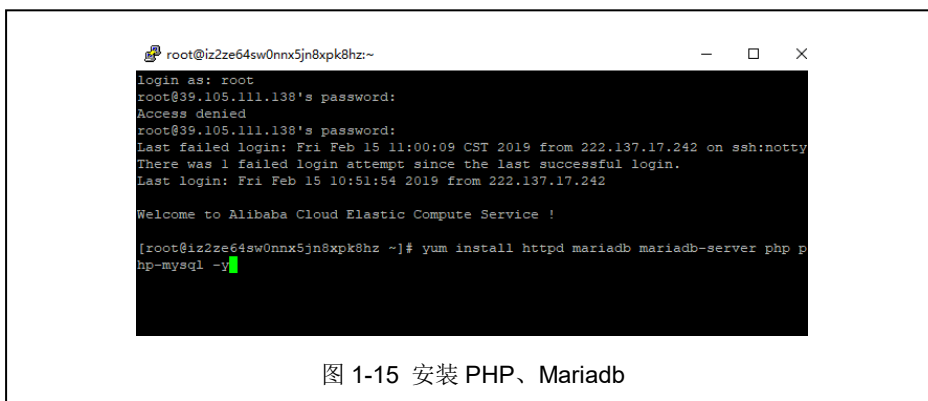 root@iz2ze64sw0nnx5jn8xpk8hz:~
login as: root
root@39.105.111.138's password:
Access denied
root@39.105.111.138's password:
Last failed login: Fri Feb 15 11:00:09 CST 2019 from 222.137.17.242 on ssh:notty
There was 1 failed login attempt since the last successful login.
Last login: Fri Feb 15 10:51:54 2019 from 222.137.17.242
Welcome to Alibaba Cloud Elastic Compute Service !
[root@iz2ze64sw0nnx5jn8xpk8hz ~]# yum install httpd mariadb mariadb-server php p
hp-mysql -y
图 1-15 安装 PHP、Mariadb